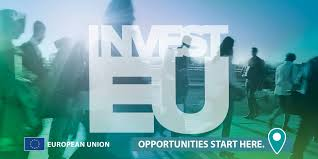 INVEST
EU
EUROPEAN UNION
OPPORTUNITIES START HERE.